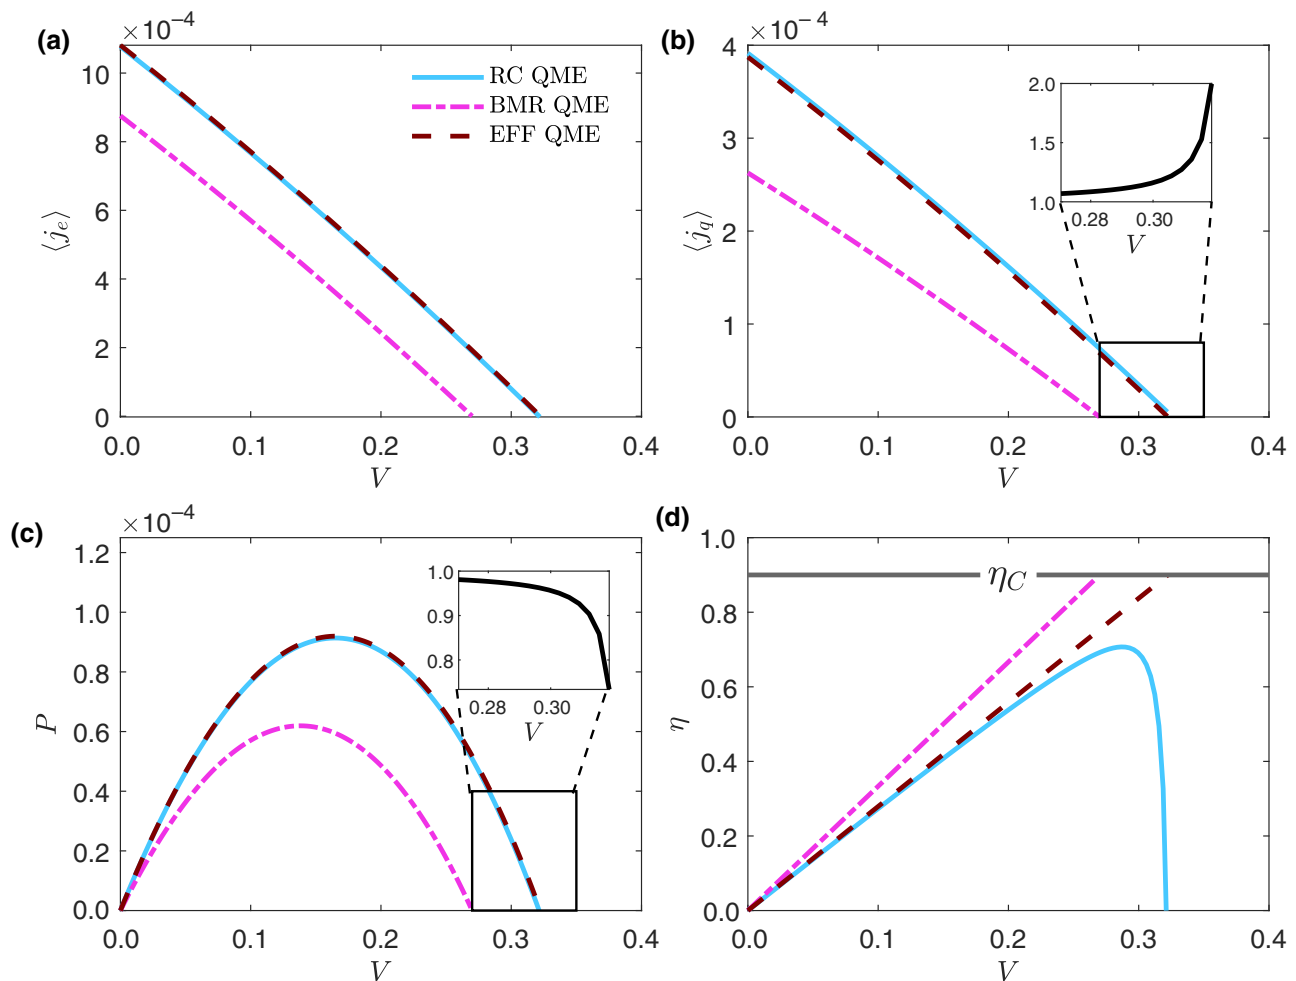 (a)
×10⁻⁴
10
8
6
4
2
0
0.0 0.1 0.2 0.3 0.4
V
⟨jₑ⟩
RC QME
BMR QME
EFF QME
(b)
×10⁻⁴
4
3
2
1
0
0.0 0.1 0.2 0.3 0.4
V
⟨j_q⟩
2.0
1.5
1.0
0.28 0.30
V
(c)
×10⁻⁴
1.2
1.0
0.8
0.6
0.4
0.2
0.0
0.0 0.1 0.2 0.3 0.4
V
P
1.0
0.9
0.8
0.28 0.30
V
(d)
1.0
0.8
0.6
0.4
0.2
0.0
0.0 0.1 0.2 0.3 0.4
V
η
η_C